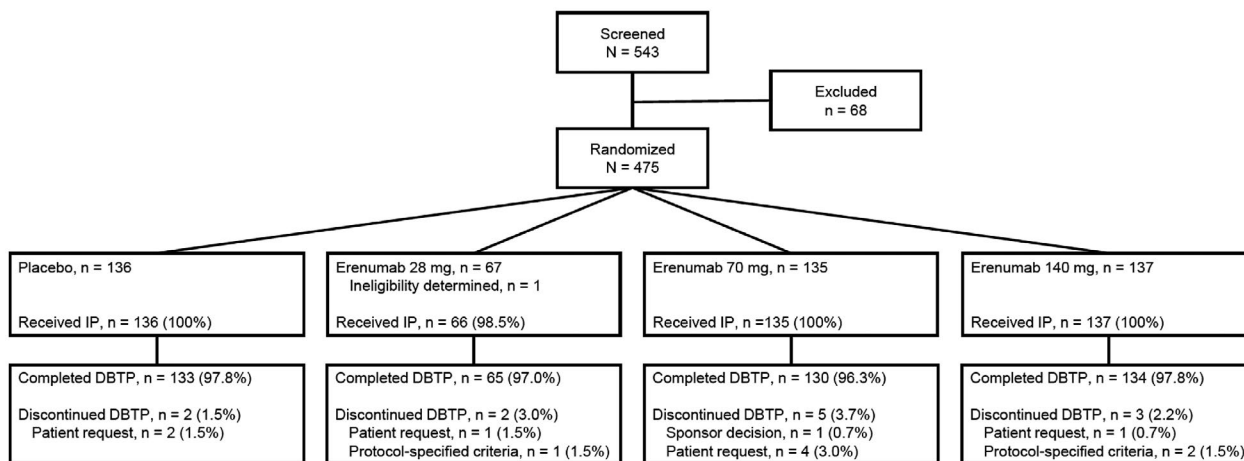 Screened
N = 543
Excluded
n = 68
Randomized
N = 475
Placebo, n = 136
Received IP, n = 136 (100%)
Erenumab 28 mg, n = 67
Ineligibility determined, n = 1
Received IP, n = 66 (98.5%)
Erenumab 70 mg, n = 135
Received IP, n =135 (100%)
Erenumab 140 mg, n = 137
Received IP, n = 137 (100%)
Completed DBTP, n = 133 (97.8%)
Discontinued DBTP, n = 2 (1.5%)
Patient request, n = 2 (1.5%)
Completed DBTP, n = 65 (97.0%)
Discontinued DBTP, n = 2 (3.0%)
Patient request, n = 1 (1.5%)
Protocol-specified criteria, n = 1 (1.5%)
Completed DBTP, n = 130 (96.3%)
Discontinued DBTP, n = 5 (3.7%)
Sponsor decision, n = 1 (0.7%)
Patient request, n = 4 (3.0%)
Completed DBTP, n = 134 (97.8%)
Discontinued DBTP, n = 3 (2.2%)
Patient request, n = 1 (0.7%)
Protocol-specified criteria, n = 2 (1.5%)